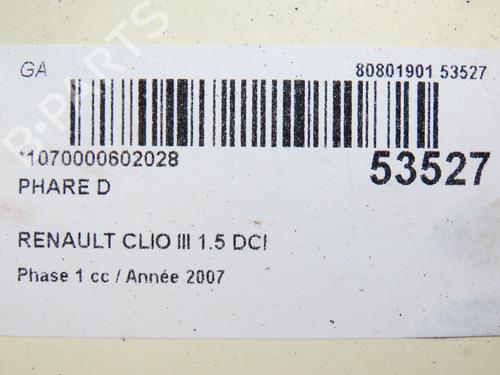 GA 80801901 53527
*1070000602028 53527
PHARE D
RENAULT CLIO III 1.5 DCI
Phase 1 cc / Année 2007
B-PARTS